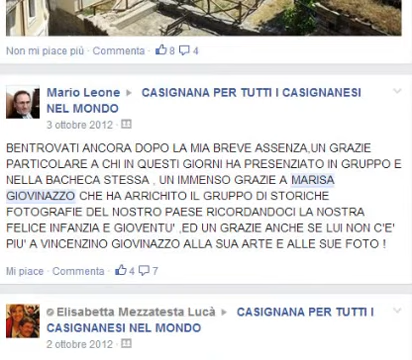 Non mi piace più · Commenta · 8 4
Mario Leone ▸ CASIGNANA PER TUTTI I CASIGNANESI
NEL MONDO
3 ottobre 2012 ·
BENTROVATI ANCORA DOPO LA MIA BREVE ASSENZA,UN GRAZIE
PARTICOLARE A CHI IN QUESTI GIORNI HA PRESENZIATO IN GRUPPO E
NELLA BACHECA STESSA , UN IMMENSO GRAZIE A MARISA
GIOVINAZZO CHE HA ARRICHITO IL GRUPPO DI STORICHE
FOTOGRAFIE DEL NOSTRO PAESE RICORDANDOCI LA NOSTRA
FELICE INFANZIA E GIOVENTU' ,ED UN GRAZIE ANCHE SE LUI NON C'E'
PIU' A VINCENZINO GIOVINAZZO ALLA SUA ARTE E ALLE SUE FOTO !
Mi piace · Commenta · 4 7
Elisabetta Mezzatesta Lucà ▸ CASIGNANA PER TUTTI I
CASIGNANESI NEL MONDO
2 ottobre 2012 ·